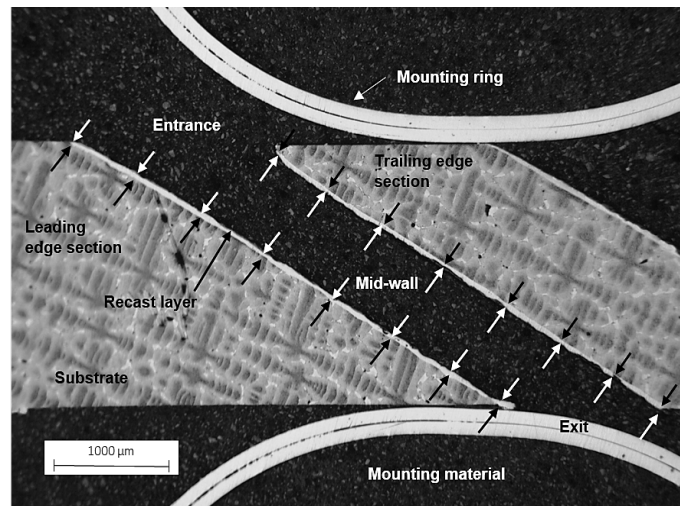 Mounting ring
Entrance
Trailing edge
section
Leading
edge section
Mid-wall
Recast layer
Substrate
Exit
1000 µm
Mounting material